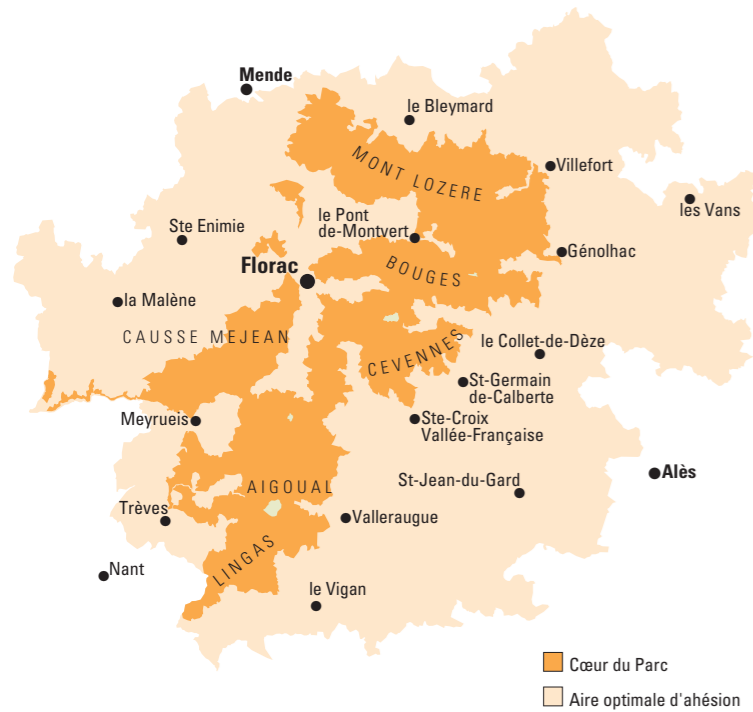 Mende
le Bleymard
MONT LOZERE
Villefort
les Vans
Ste Enimie
le Pont
de-Montvert
Génolhac
Florac
BOUGES
la Malène
CAUSSE MEJEAN
CEVENNES
le Collet-de-Dèze
St-Germain
de-Calberte
Meyrueis
Ste-Croix
Vallée-Française
Alès
AIGOUAL
St-Jean-du-Gard
Trèves
Valleraugue
LINGAS
Nant
le Vigan
Cœur du Parc
Aire optimale d'ahésion